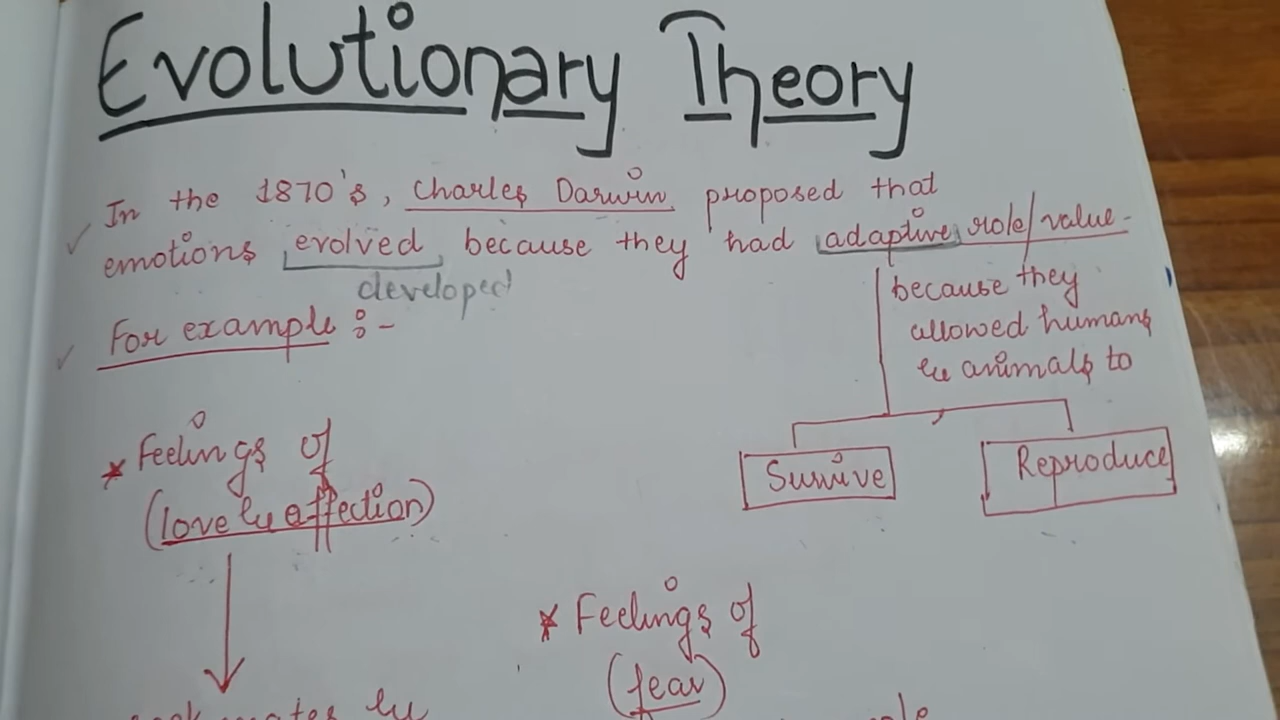 Evolutionary Theory
In the 1870's, Charles Darwin proposed that
emotions evolved because they had adaptive role/value
developed
because they
allowed humans
& animals to
Survive
Reproduce
For example :-
* Feelings of
(love & affection)
* Feelings of
(fear)
mates &